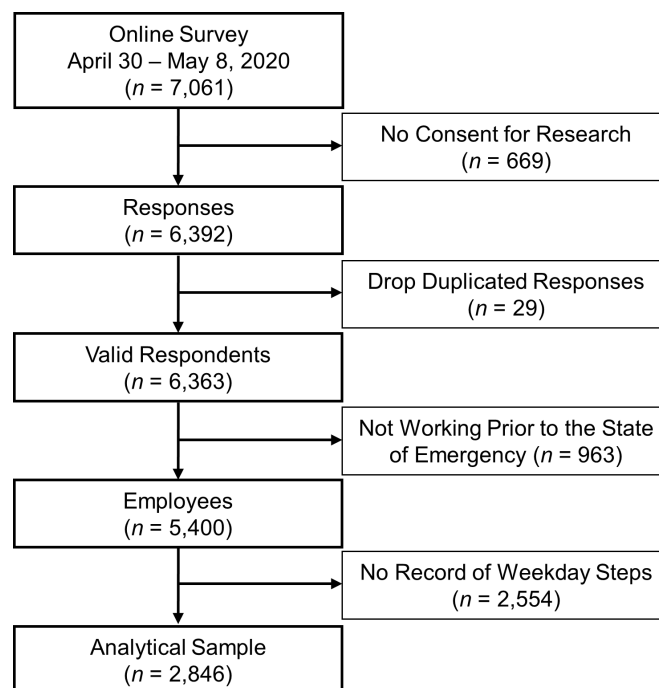 Online Survey
April 30 – May 8, 2020
(n = 7,061)
No Consent for Research
(n = 669)
Responses
(n = 6,392)
Drop Duplicated Responses
(n = 29)
Valid Respondents
(n = 6,363)
Not Working Prior to the State
of Emergency (n = 963)
Employees
(n = 5,400)
No Record of Weekday Steps
(n = 2,554)
Analytical Sample
(n = 2,846)